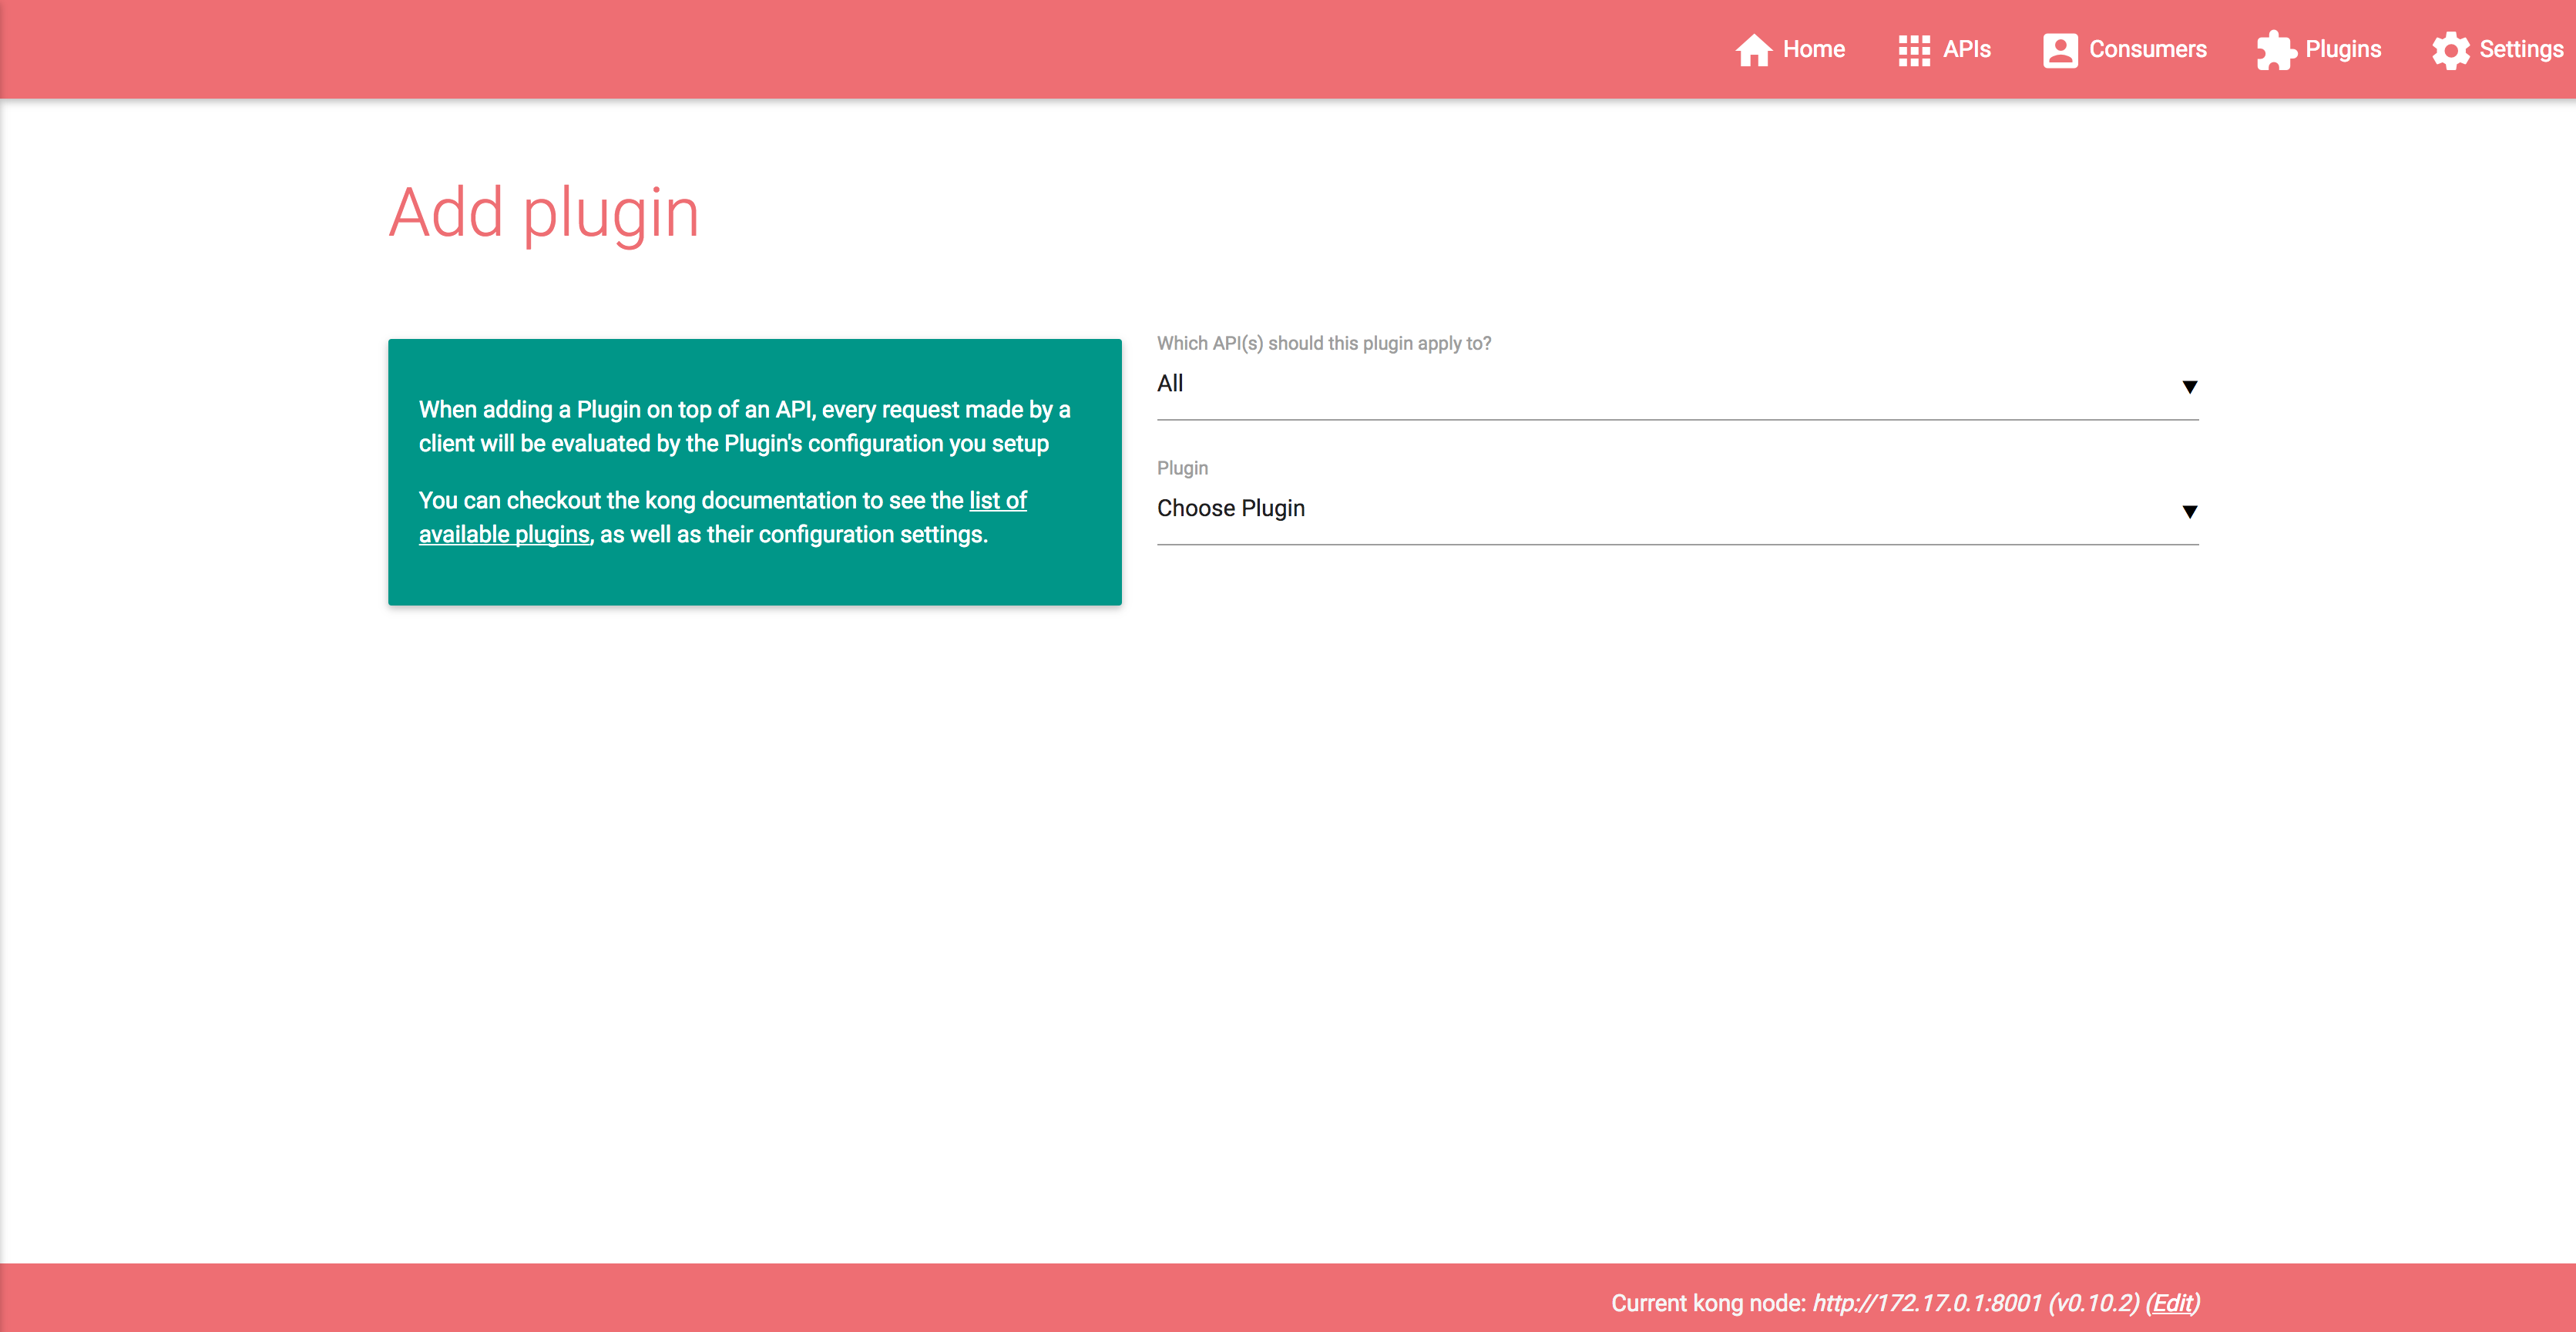 Home APIs Consumers Plugins Settings
Add plugin
When adding a Plugin on top of an API, every request made by a
client will be evaluated by the Plugin's configuration you setup
You can checkout the kong documentation to see the list of
available plugins, as well as their configuration settings.
Which API(s) should this plugin apply to?
All
Plugin
Choose Plugin
Current kong node: http://172.17.0.1:8001 (v0.10.2) (Edit)